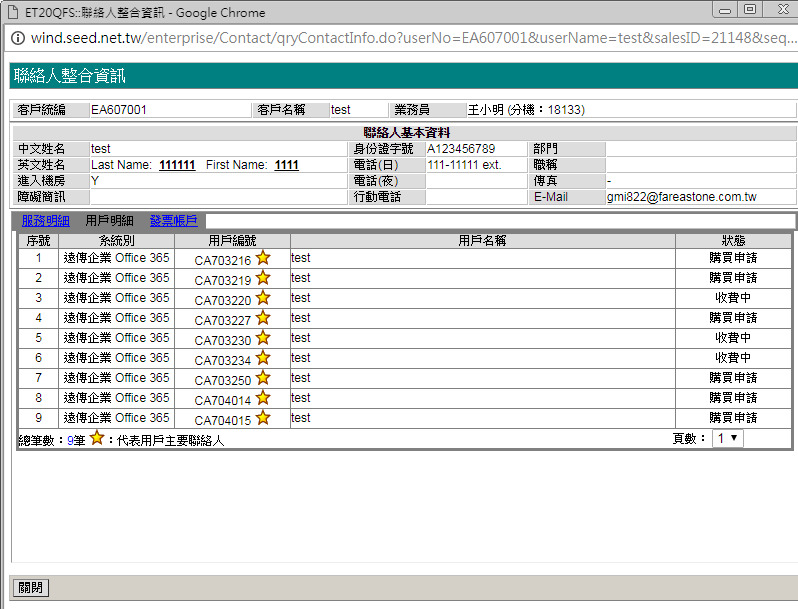 ET20QFS::聯絡人整合資訊 - Google Chrome
wind.seed.net.tw/enterprise/Contact/qryContactInfo.do?userNo=EA607001&userName=test&salesID=21148&seq...
聯絡人整合資訊
客戶統編 EA607001 客戶名稱 test 業務員 王小明 (分機：18133)
聯絡人基本資料
中文姓名 test 身份證字號 A123456789 部門
英文姓名 Last Name: 111111 First Name: 1111 電話(日) 111-11111 ext. 職稱
進入機房 Y 電話(夜) 傳真 -
障礙簡訊 行動電話 E-Mail gmi822@fareastone.com.tw
服務明細 用戶明細 發票帳戶
序號 系統別 用戶編號 用戶名稱 狀態
1 遠傳企業 Office 365 CA703216 test 購買申請
2 遠傳企業 Office 365 CA703219 test 購買申請
3 遠傳企業 Office 365 CA703220 test 收費中
4 遠傳企業 Office 365 CA703227 test 購買申請
5 遠傳企業 Office 365 CA703230 test 收費中
6 遠傳企業 Office 365 CA703234 test 收費中
7 遠傳企業 Office 365 CA703250 test 購買申請
8 遠傳企業 Office 365 CA704014 test 購買申請
9 遠傳企業 Office 365 CA704015 test 購買申請
總筆數：9筆 ：代表用戶主要聯絡人 頁數： 1
關閉